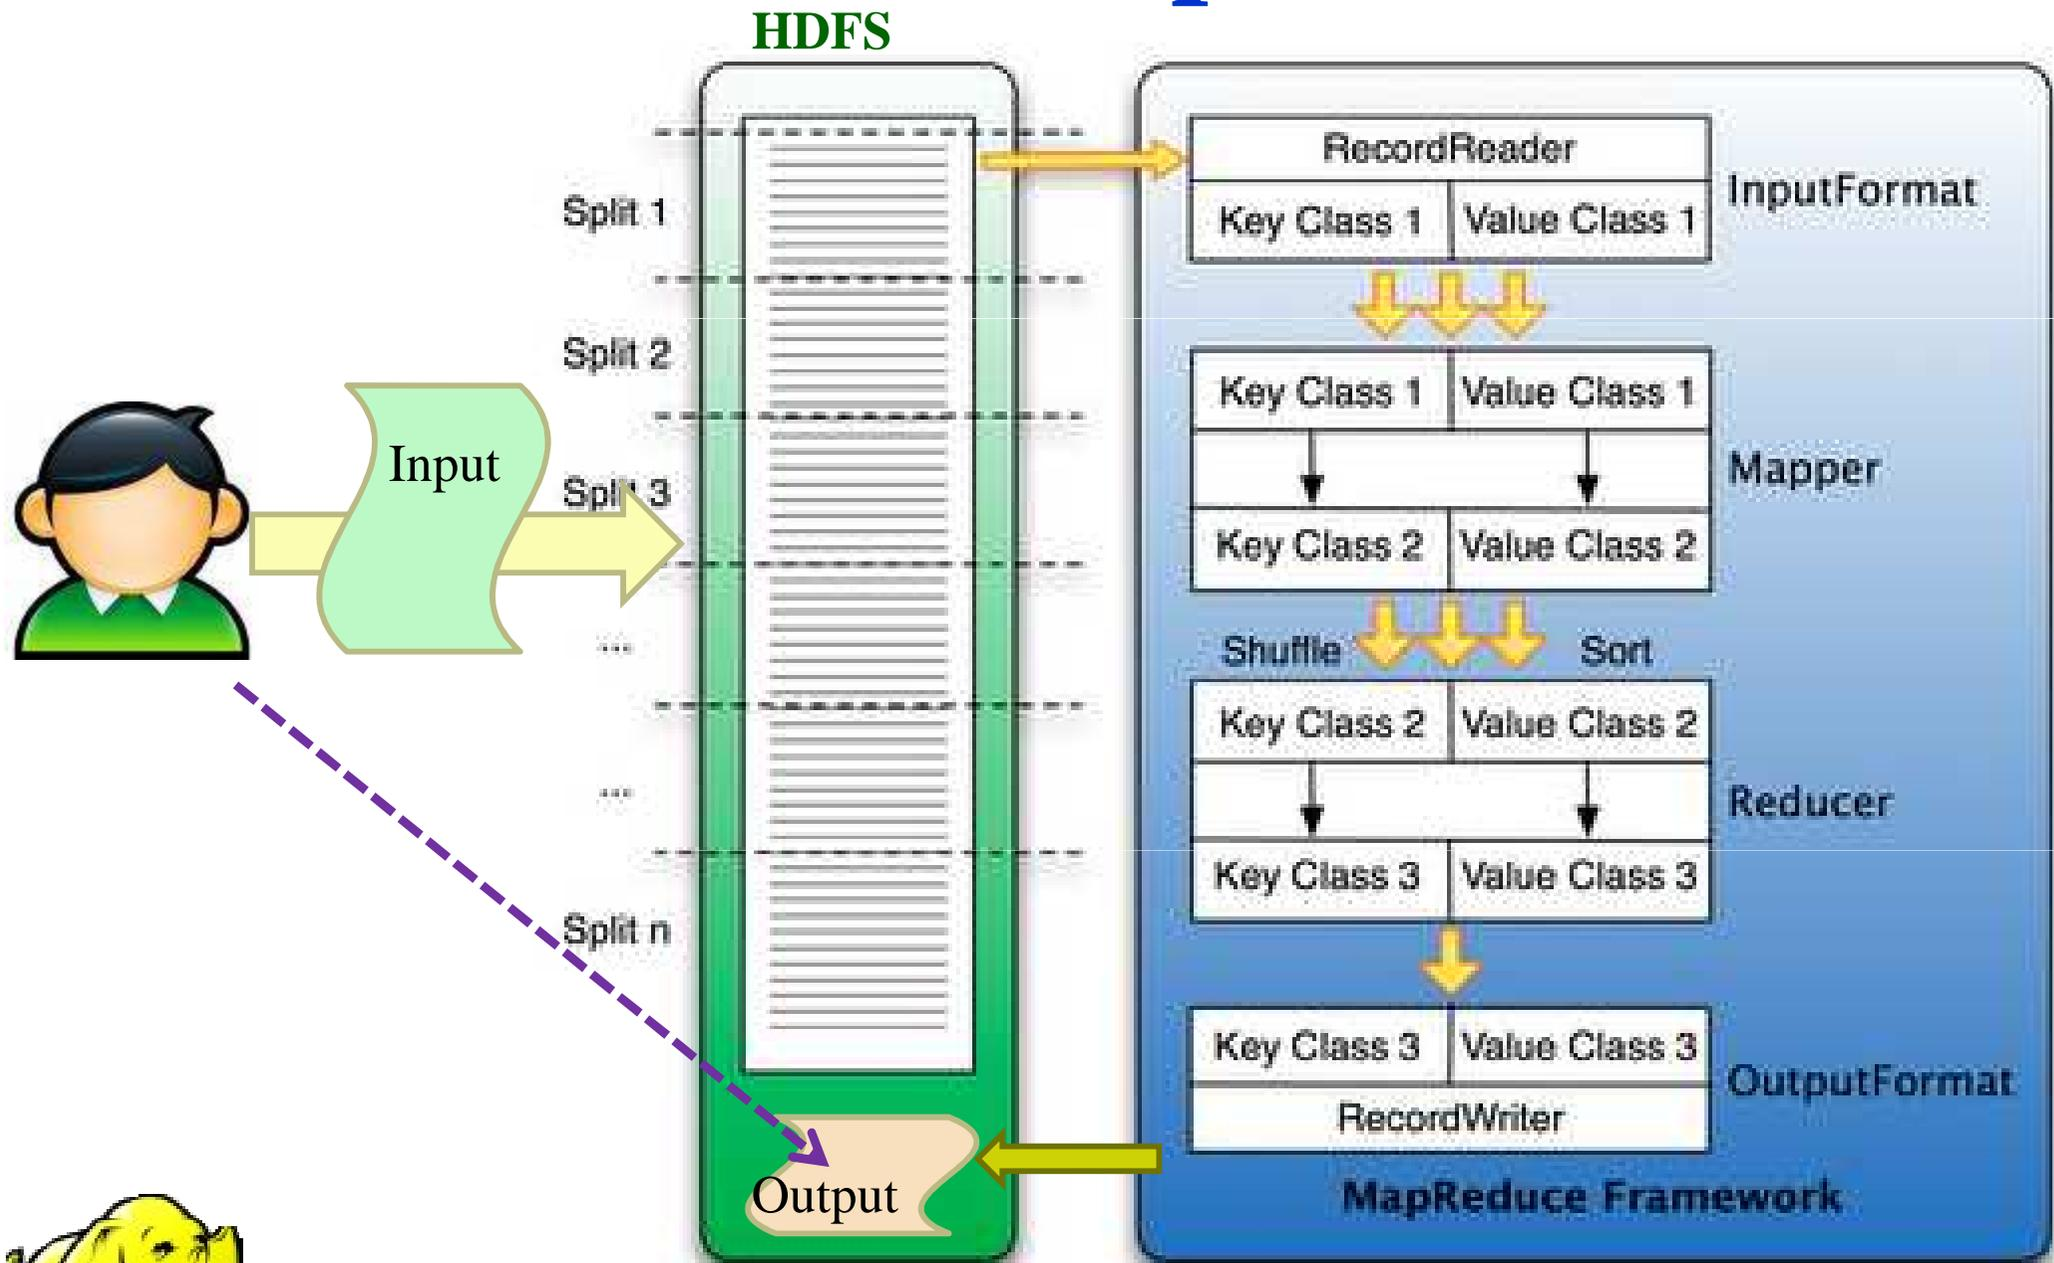 HDFS
Split 1
Split 2
Split 3
...
...
Split n
Input
Output
RecordReader
Key Class 1 Value Class 1
InputFormat
Key Class 1 Value Class 1
Mapper
Key Class 2 Value Class 2
Shuffle Sort
Key Class 2 Value Class 2
Reducer
Key Class 3 Value Class 3
Key Class 3 Value Class 3
OutputFormat
RecordWriter
MapReduce Framework